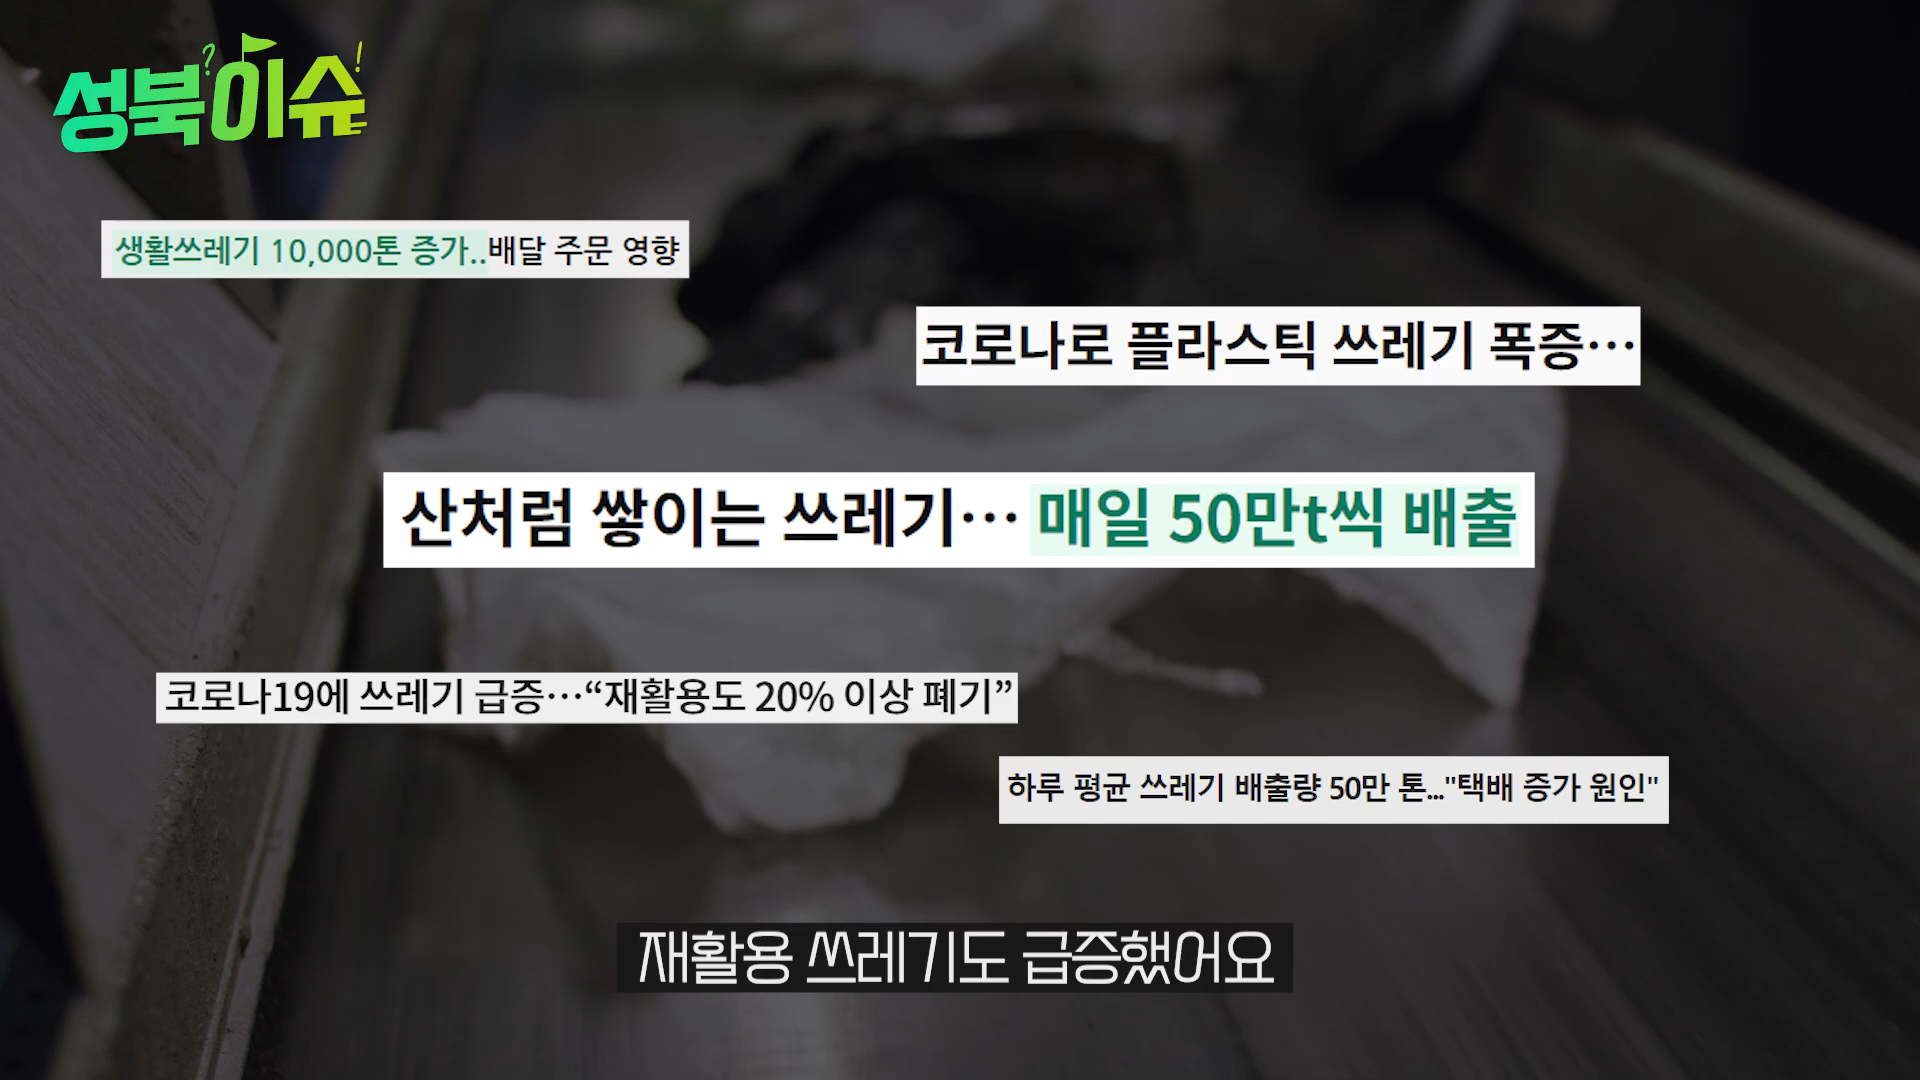 성북?이슈!
생활쓰레기 10,000톤 증가..배달 주문 영향
코로나로 플라스틱 쓰레기 폭증…
산처럼 쌓이는 쓰레기… 매일 50만t씩 배출
코로나19에 쓰레기 급증…“재활용도 20% 이상 폐기”
하루 평균 쓰레기 배출량 50만 톤..."택배 증가 원인"
재활용 쓰레기도 급증했어요